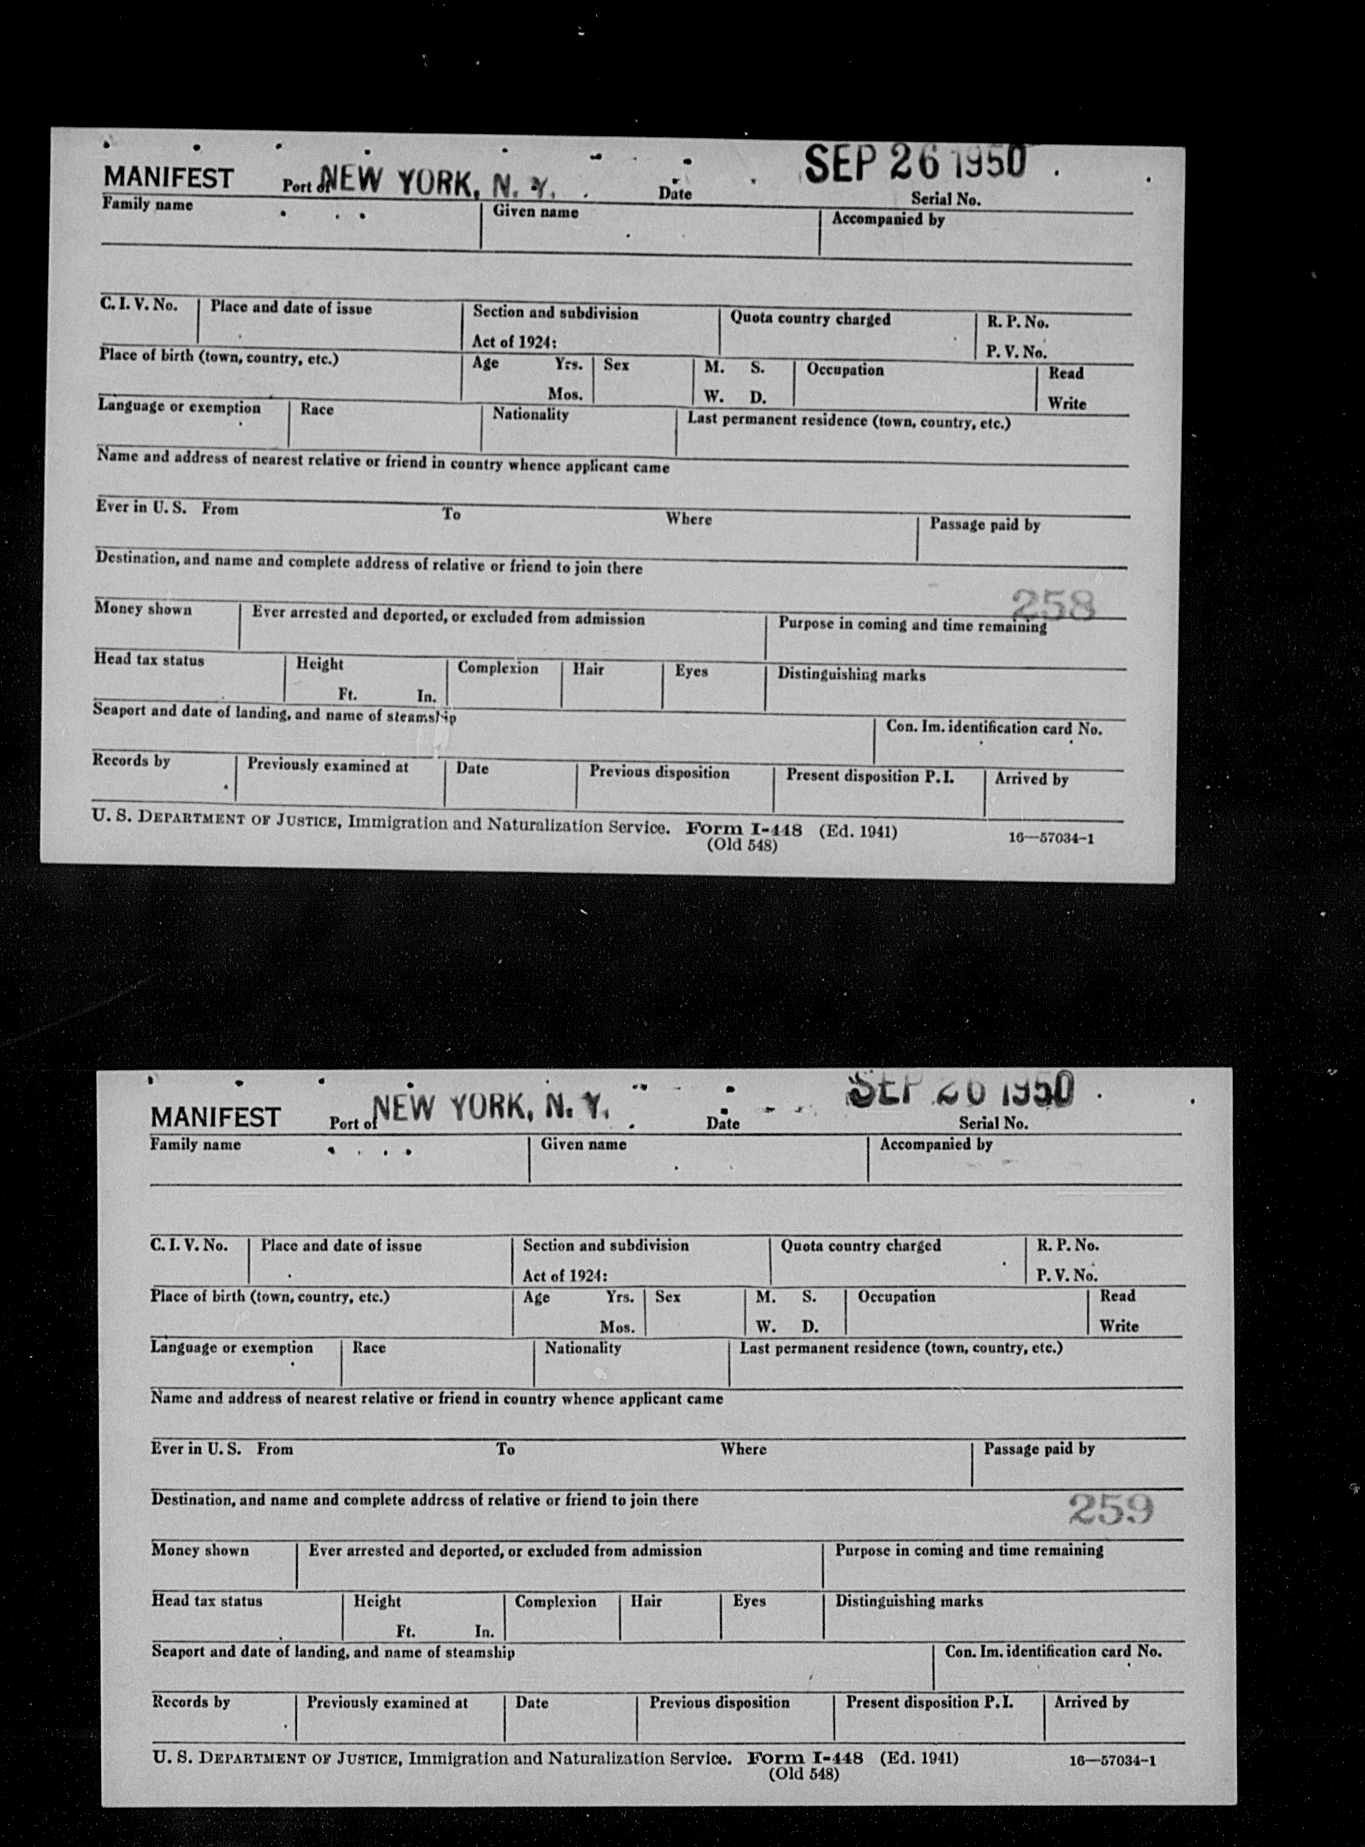 MANIFEST Port of NEW YORK, N. Y. Date SEP 26 1950
Serial No.
Family name Given name Accompanied by
C. I. V. No. Place and date of issue Section and subdivision Quota country charged R. P. No.
Act of 1924: P. V. No.
Place of birth (town, country, etc.) Age Yrs. Sex M. S. Occupation Read
Mos. W. D. Write
Language or exemption Race Nationality Last permanent residence (town, country, etc.)
Name and address of nearest relative or friend in country whence applicant came
Ever in U. S. From To Where Passage paid by
Destination, and name and complete address of relative or friend to join there
258
Money shown Ever arrested and deported, or excluded from admission Purpose in coming and time remaining
Head tax status Height Complexion Hair Eyes Distinguishing marks
Ft. In.
Seaport and date of landing, and name of steamship Con. Im. identification card No.
Records by Previously examined at Date Previous disposition Present disposition P. I. Arrived by
U. S. DEPARTMENT OF JUSTICE, Immigration and Naturalization Service. Form I-448 (Ed. 1941) 16—57034-1
(Old 548)
MANIFEST Port of NEW YORK, N. Y. Date SEP 26 1950
Serial No.
Family name Given name Accompanied by
C. I. V. No. Place and date of issue Section and subdivision Quota country charged R. P. No.
Act of 1924: P. V. No.
Place of birth (town, country, etc.) Age Yrs. Sex M. S. Occupation Read
Mos. W. D. Write
Language or exemption Race Nationality Last permanent residence (town, country, etc.)
Name and address of nearest relative or friend in country whence applicant came
Ever in U. S. From To Where Passage paid by
Destination, and name and complete address of relative or friend to join there
259
Money shown Ever arrested and deported, or excluded from admission Purpose in coming and time remaining
Head tax status Height Complexion Hair Eyes Distinguishing marks
Ft. In.
Seaport and date of landing, and name of steamship Con. Im. identification card No.
Records by Previously examined at Date Previous disposition Present disposition P. I. Arrived by
U. S. DEPARTMENT OF JUSTICE, Immigration and Naturalization Service. Form I-448 (Ed. 1941) 16—57034-1
(Old 548)